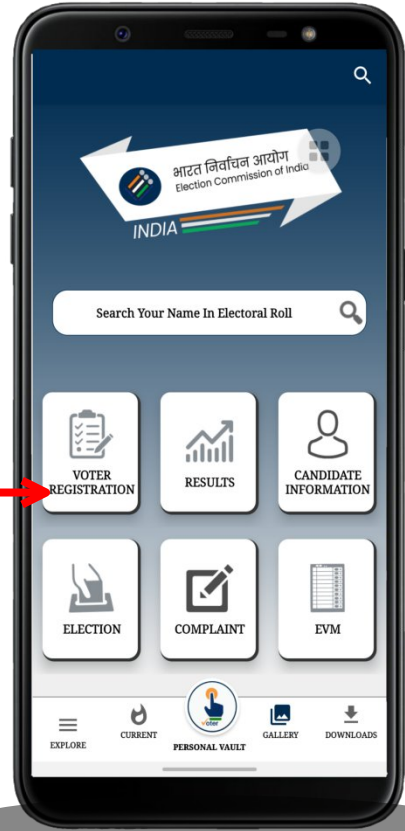 भारत निर्वाचन आयोग
Election Commission of India
INDIA
Search Your Name In Electoral Roll
VOTER
REGISTRATION
RESULTS
CANDIDATE
INFORMATION
ELECTION
COMPLAINT
EVM
EXPLORE
CURRENT
Voter
PERSONAL VAULT
GALLERY
DOWNLOADS